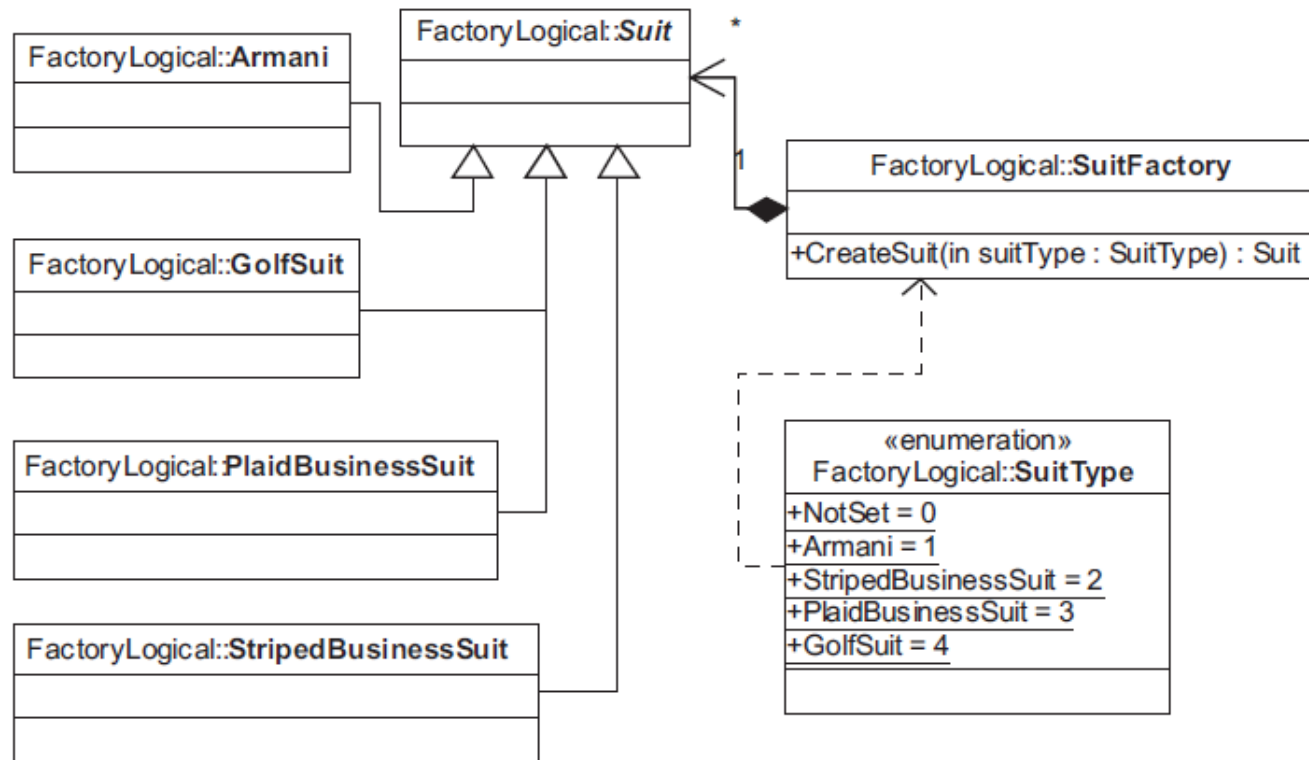 FactoryLogical::Suit
*
FactoryLogical::Armani
1
FactoryLogical::SuitFactory
+CreateSuit(in suitType : SuitType) : Suit
FactoryLogical::GolfSuit
FactoryLogical::PlaidBusinessSuit
«enumeration»
FactoryLogical::SuitType
+NotSet = 0
+Armani = 1
+StripedBusinessSuit = 2
+PlaidBusinessSuit = 3
+GolfSuit = 4
FactoryLogical::StripedBusinessSuit